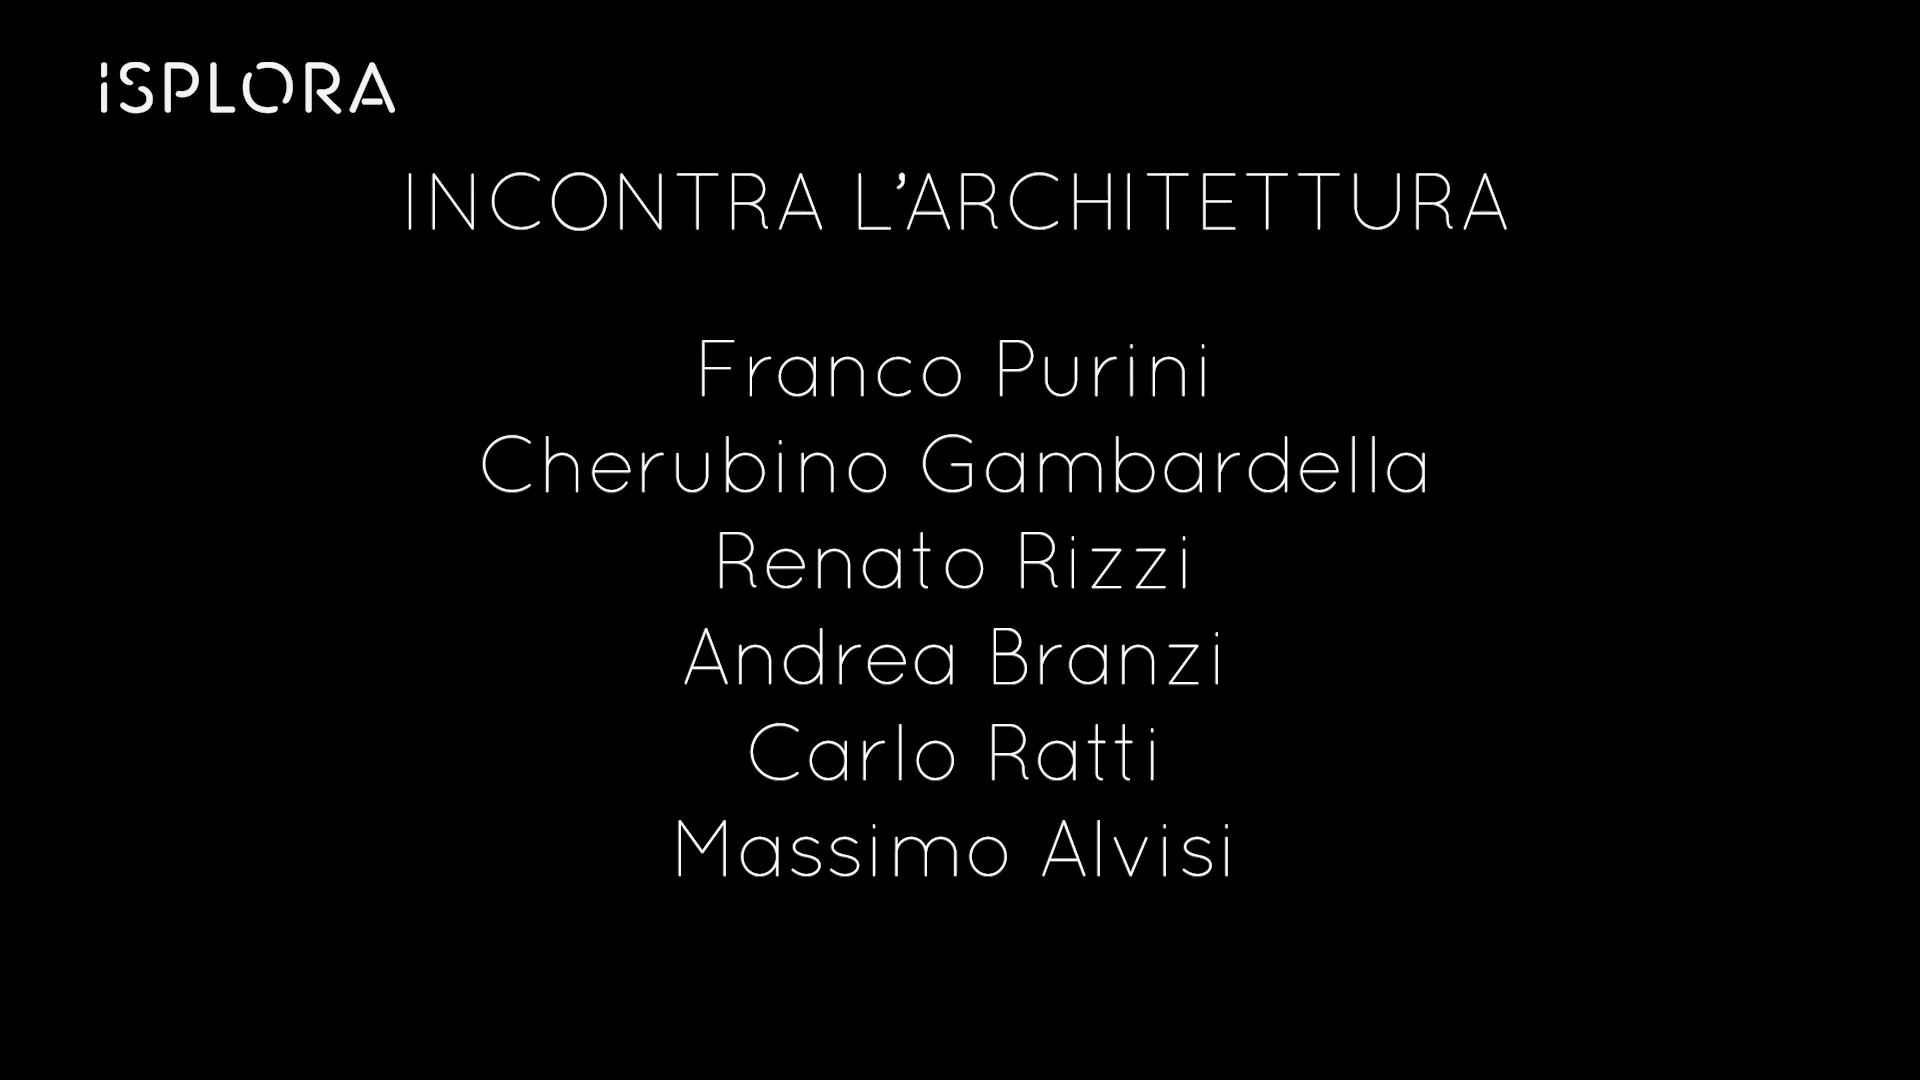 iSPLORA
INCONTRA L’ARCHITETTURA
Franco Purini
Cherubino Gambardella
Renato Rizzi
Andrea Branzi
Carlo Ratti
Massimo Alvisi